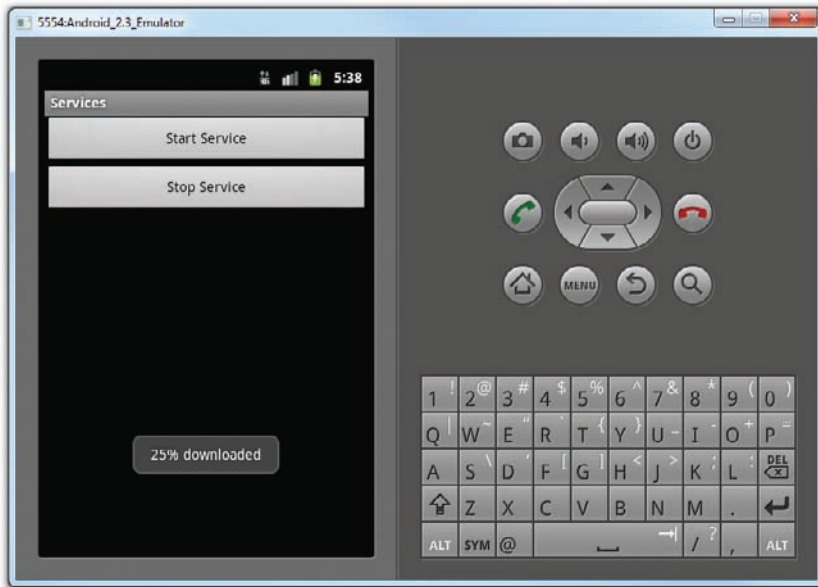 5554:Android_2.3_Emulator
5:38
Services
Start Service
Stop Service
25% downloaded
MENU
1 ! 2 @ 3 # 4 $ 5 % 6 ^ 7 & 8 * 9 ( 0 )
Q | W ~ E " R ` T { Y } U - I - O + P =
A S \ D ' F [ G ] H < J > K ; L : DEL
Z X C V B N M .
ALT SYM @ / ? , ALT